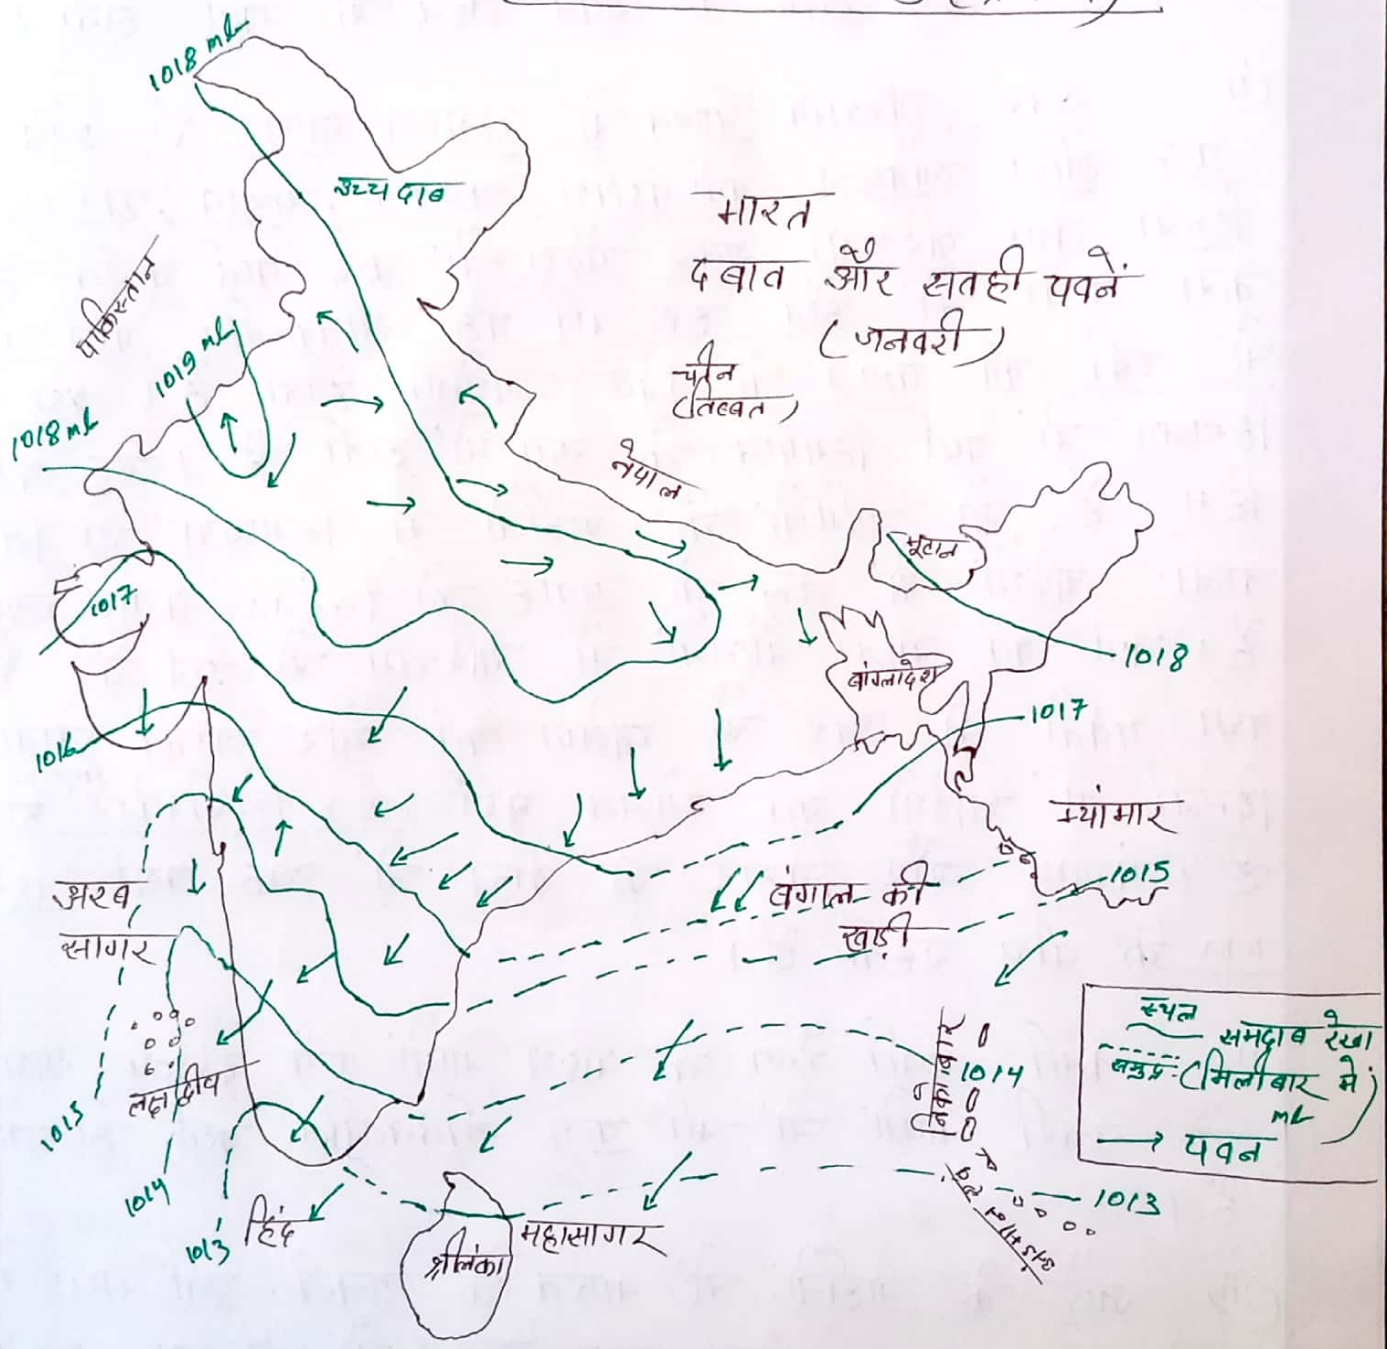 1018 mb
उच्च दाब
भारत
दबाव और सतही पवनें
(जनवरी)
पाकिस्तान
1019 mb
चीन
(तिब्बत)
1018 mb
नेपाल
भूटान
1017
बांग्लादेश
1018
1017
1016
म्यांमार
1015
अरब
सागर
बंगाल की
खाड़ी
स्थल
समदाब रेखा
समुद्र
(मिलीबार में)
mb
पवन
1014
निकोबार
लक्षद्वीप
1015
1014
1013
हिंद
महासागर
श्रीलंका
1013